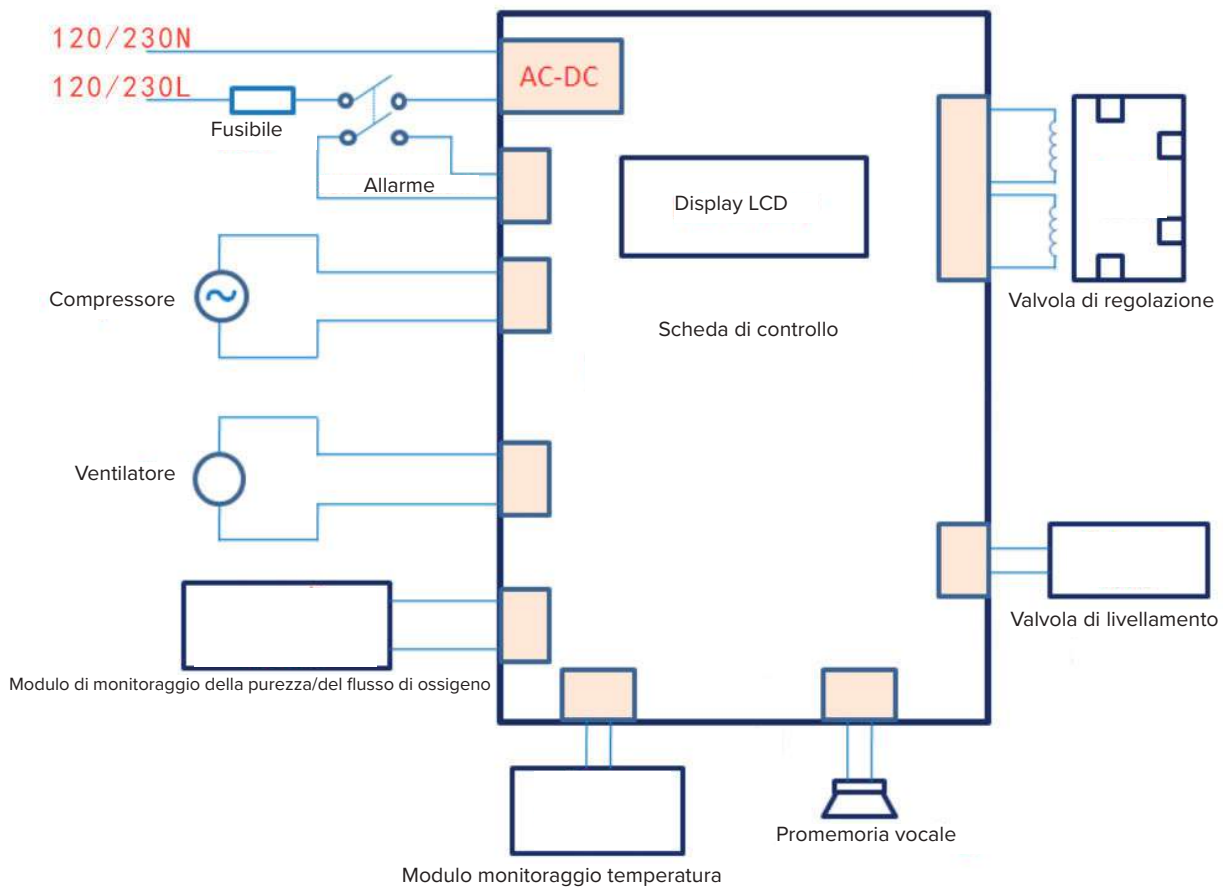 120/230N
120/230L
AC-DC
Fusibile
Allarme
Display LCD
Compressore
Scheda di controllo
Valvola di regolazione
Ventilatore
Valvola di livellamento
Modulo di monitoraggio della purezza/del flusso di ossigeno
Promemoria vocale
Modulo monitoraggio temperatura